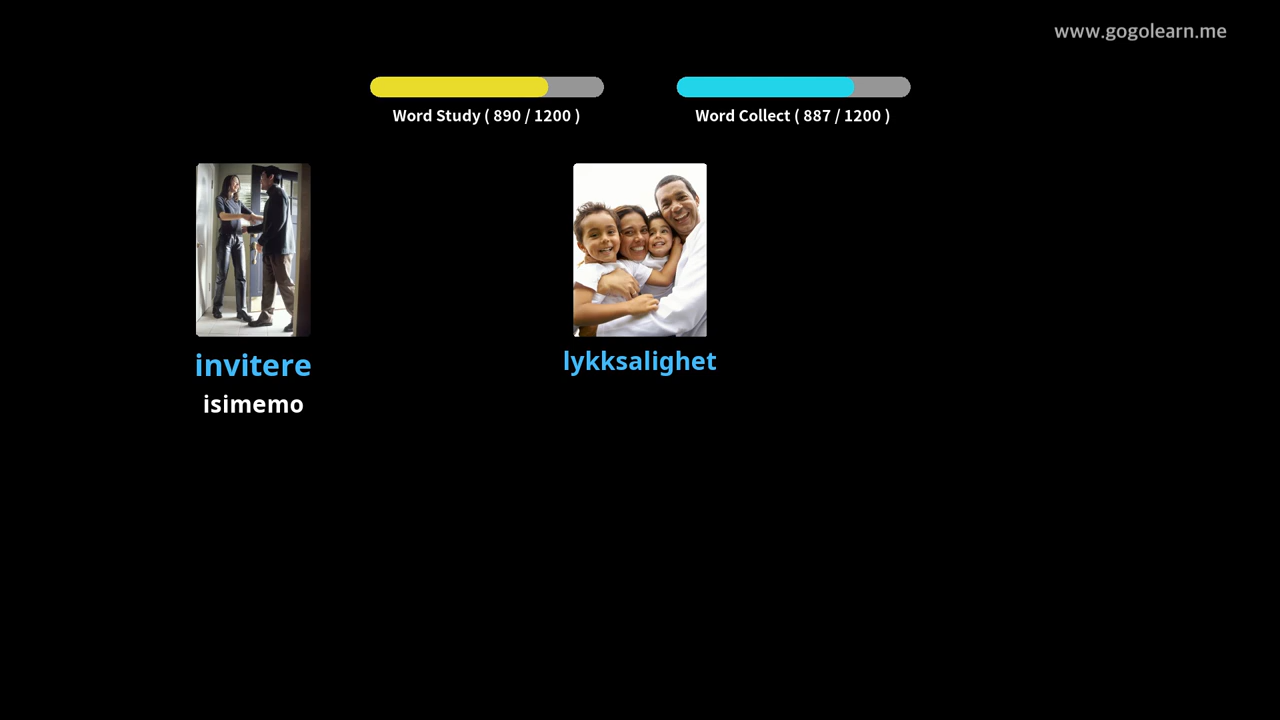 www.gogolearn.me
Word Study ( 890 / 1200 )
Word Collect ( 887 / 1200 )
invitere
isimemo
lykksalighet